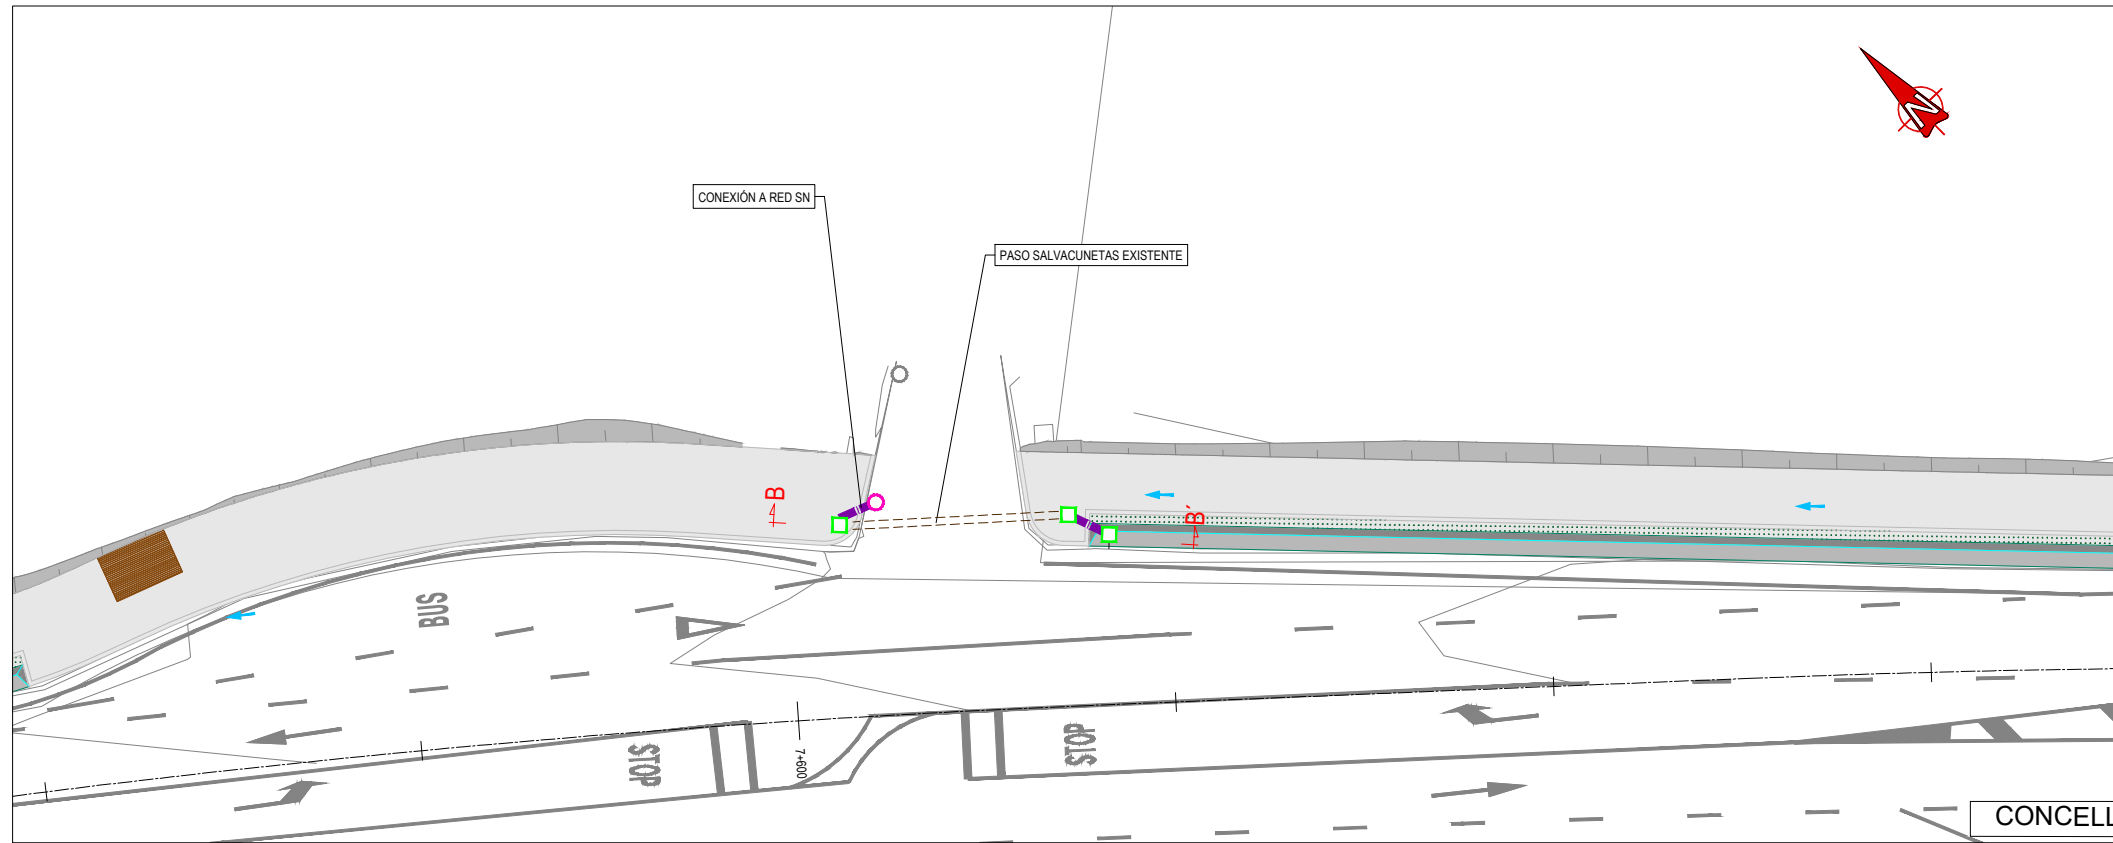 N
CONEXIÓN A RED SN
PASO SALVACUNETAS EXISTENTE
B
B'
BUS
STOP
STOP
7+600
CONCELL